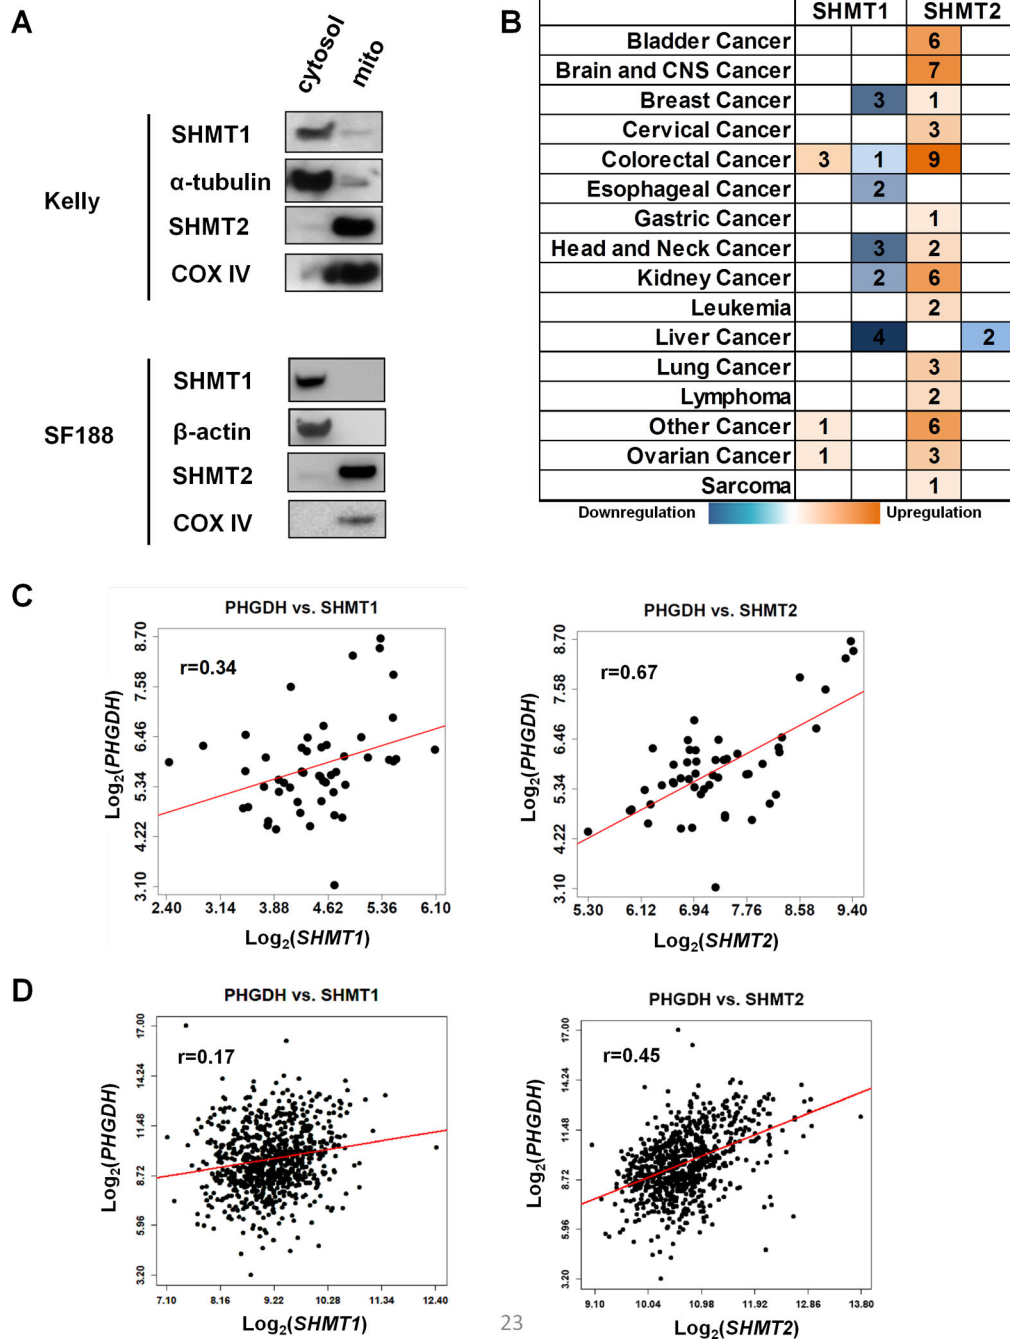 A
cytosol
mito
Kelly
SHMT1
α-tubulin
SHMT2
COX IV
SF188
SHMT1
β-actin
SHMT2
COX IV
B
SHMT1 SHMT2
Bladder Cancer 6
Brain and CNS Cancer 7
Breast Cancer 3 1
Cervical Cancer 3
Colorectal Cancer 3 1 9
Esophageal Cancer 2
Gastric Cancer 1
Head and Neck Cancer 3 2
Kidney Cancer 2 6
Leukemia 2
Liver Cancer 4 2
Lung Cancer 3
Lymphoma 2
Other Cancer 1 6
Ovarian Cancer 1 3
Sarcoma 1
Downregulation Upregulation
C
PHGDH vs. SHMT1
r=0.34
Log₂(PHGDH)
8.70
7.58
6.46
5.34
4.22
3.10
2.40 3.14 3.88 4.62 5.36 6.10
Log₂(SHMT1)
PHGDH vs. SHMT2
r=0.67
Log₂(PHGDH)
8.70
7.58
6.46
5.34
4.22
3.10
5.30 6.12 6.94 7.76 8.58 9.40
Log₂(SHMT2)
D
PHGDH vs. SHMT1
r=0.17
Log₂(PHGDH)
17.00
14.24
11.48
8.72
5.96
3.20
7.10 8.16 9.22 10.28 11.34 12.40
Log₂(SHMT1)
PHGDH vs. SHMT2
r=0.45
Log₂(PHGDH)
17.00
14.24
11.48
8.72
5.96
3.20
9.10 10.04 10.98 11.92 12.86 13.80
Log₂(SHMT2)
23